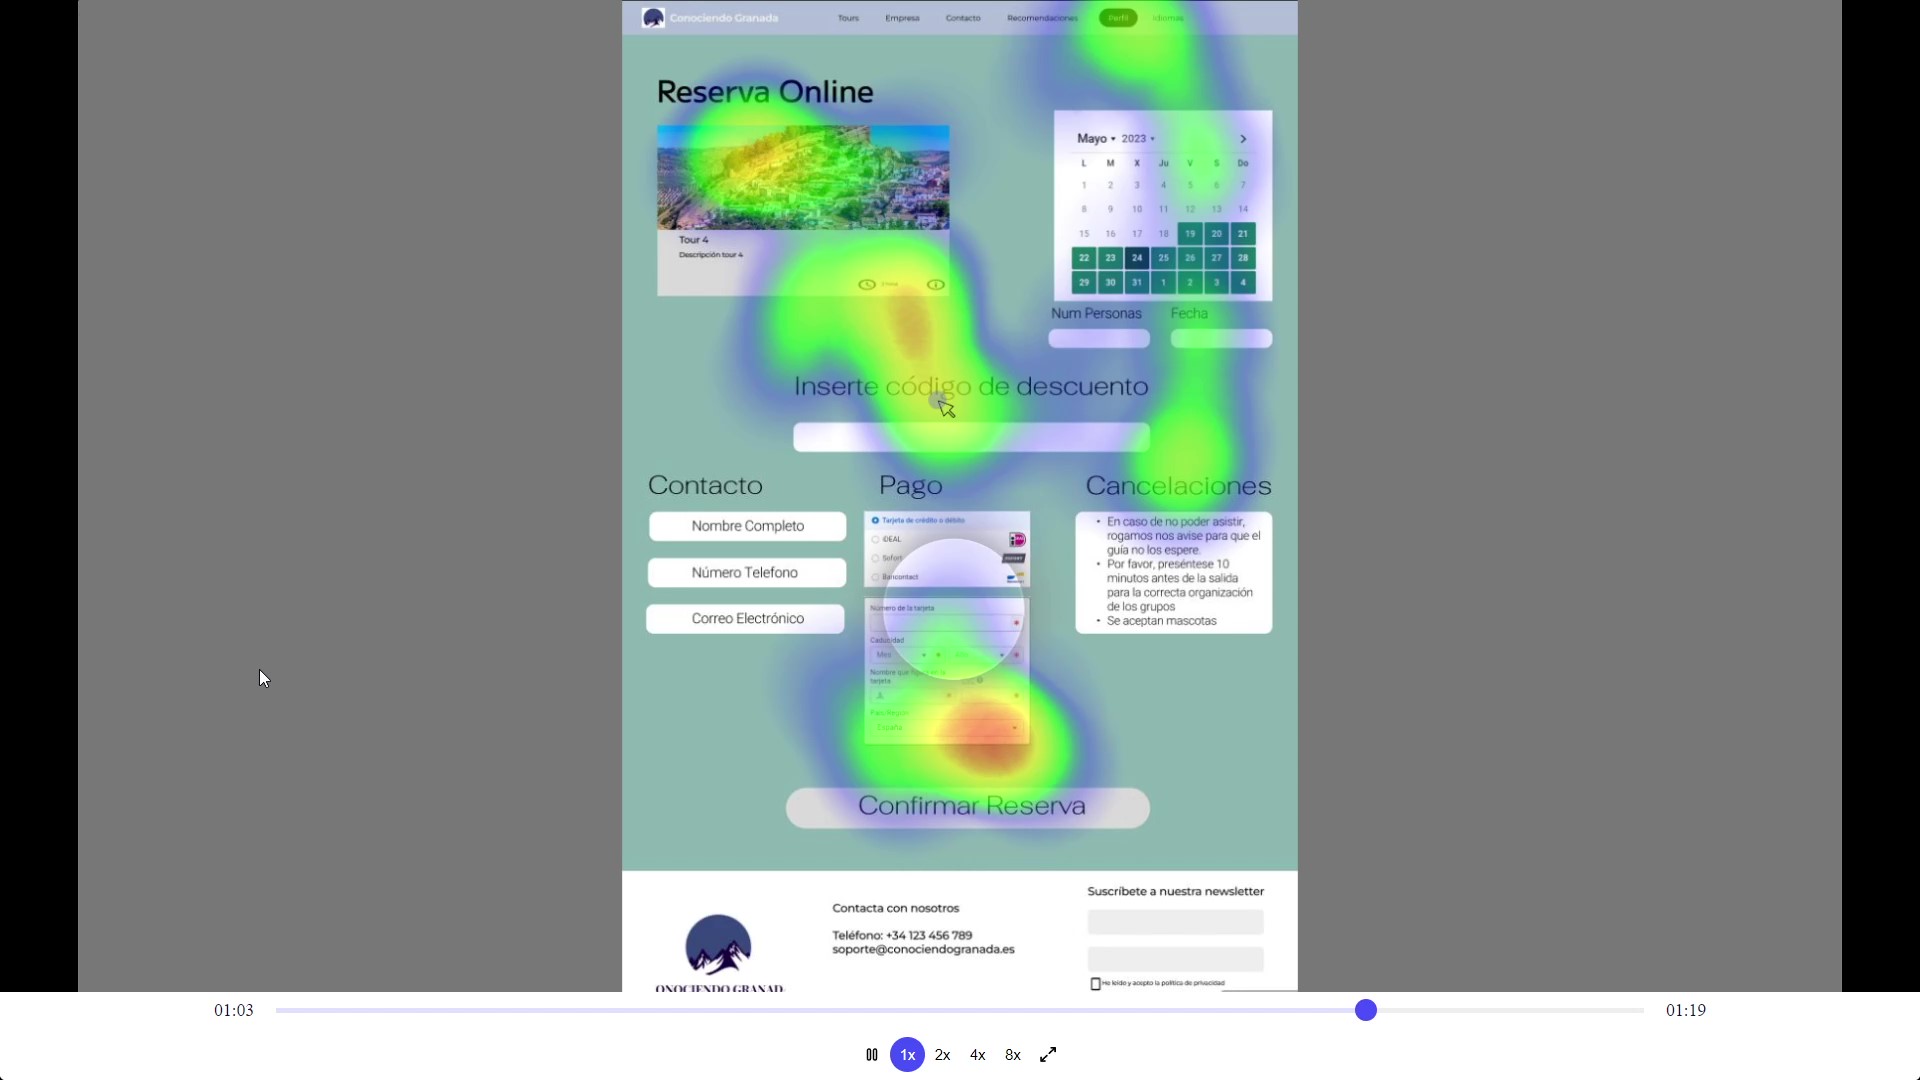 Conociendo Granada
Tours Empresa Contacto Recomendaciones Perfil Idiomas
Reserva Online
Tour 4
Descripción tour 4
Mayo 2023
L M X Ju V S Do
1 2 3 4 5 6 7
8 9 10 11 12 13 14
15 16 17 18 19 20 21
22 23 24 25 26 27 28
29 30 31 1 2 3 4
Num Personas Fecha
Inserte código de descuento
Contacto
Nombre Completo
Número Telefono
Correo Electrónico
Pago
Tarjeta de crédito o débito
iDEAL
Sofort
Bancontact
Número de la tarjeta
Caducidad
Mes
Nombre que figura en la
tarjeta
País/Región
España
Cancelaciones
• En caso de no poder asistir,
rogamos nos avise para que el
guía no los espere.
• Por favor, preséntese 10
minutos antes de la salida
para la correcta organización
de los grupos
• Se aceptan mascotas
Confirmar Reserva
ONOCIENDO GRANAD
Contacta con nosotros
Teléfono: +34 123 456 789
soporte@conociendogranada.es
Suscríbete a nuestra newsletter
He leído y acepto la política de privacidad
01:03 01:19
1x 2x 4x 8x